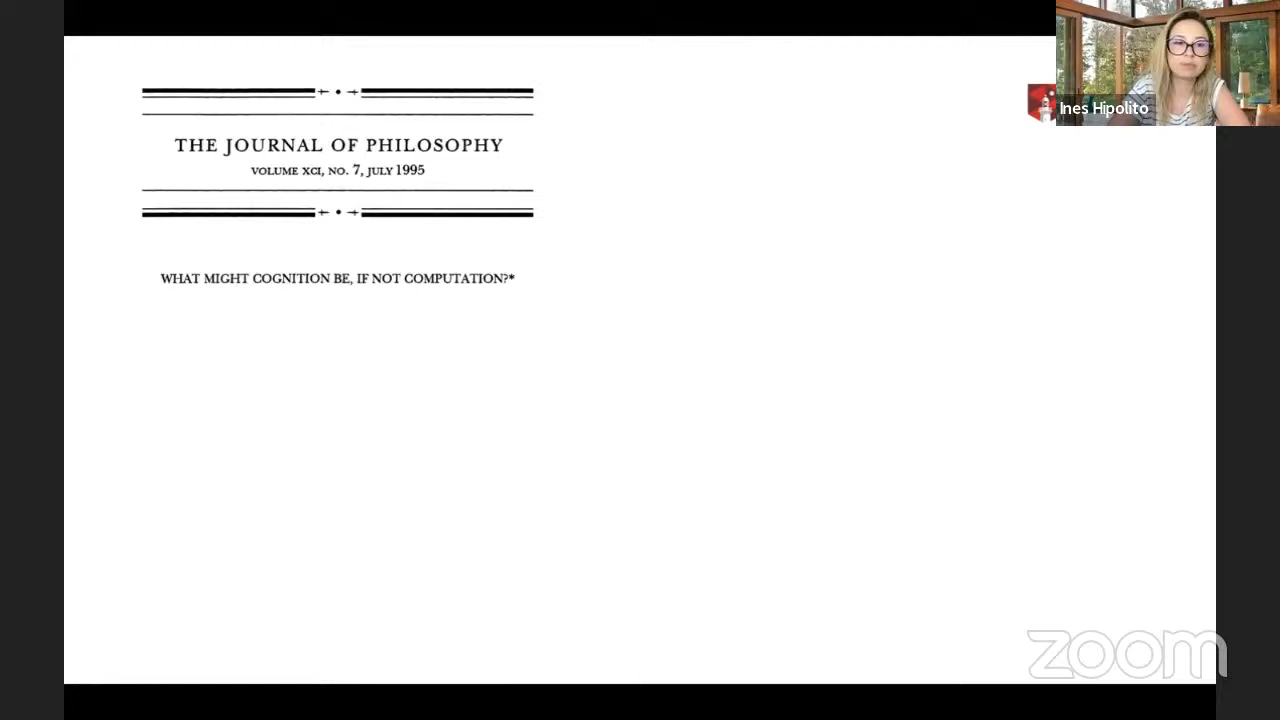 THE JOURNAL OF PHILOSOPHY
VOLUME XCI, NO. 7, JULY 1995
WHAT MIGHT COGNITION BE, IF NOT COMPUTATION?*
Ines Hipolito
zoom